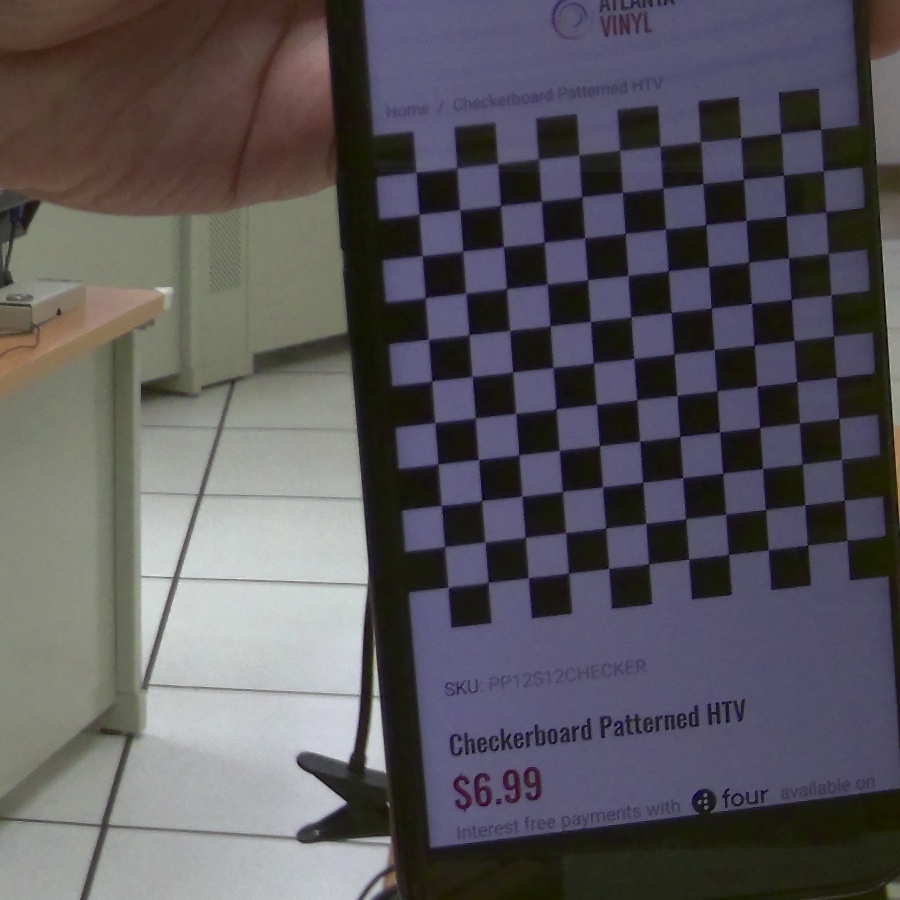 ATLANTA
VINYL
Home / Checkerboard Patterned HTV
SKU: PP12S12CHECKER
Checkerboard Patterned HTV
$6.99
Interest free payments with four available on